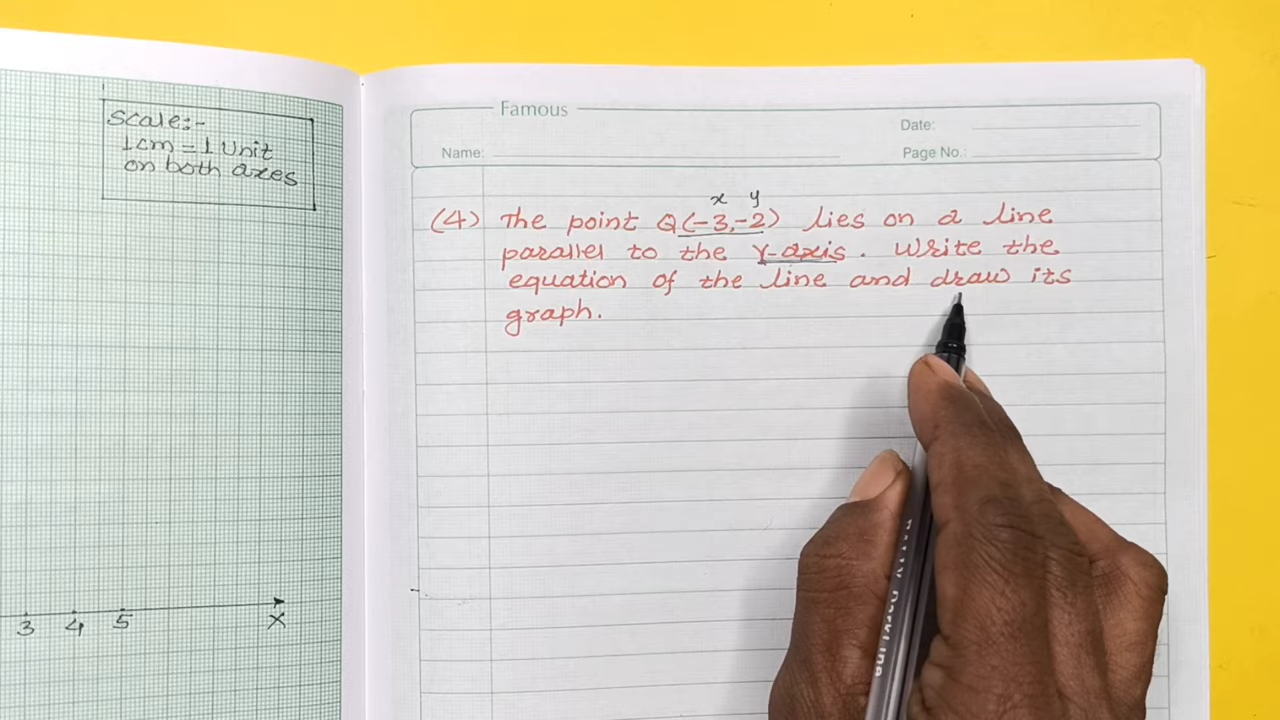 Scale:-
1cm = 1 Unit
on both axes
3 4 5
X
Famous
Date:
Name:
Page No.:
x y
(4) The point Q(-3,-2) lies on a line
parallel to the Y-axis. Write the
equation of the line and draw its
graph.